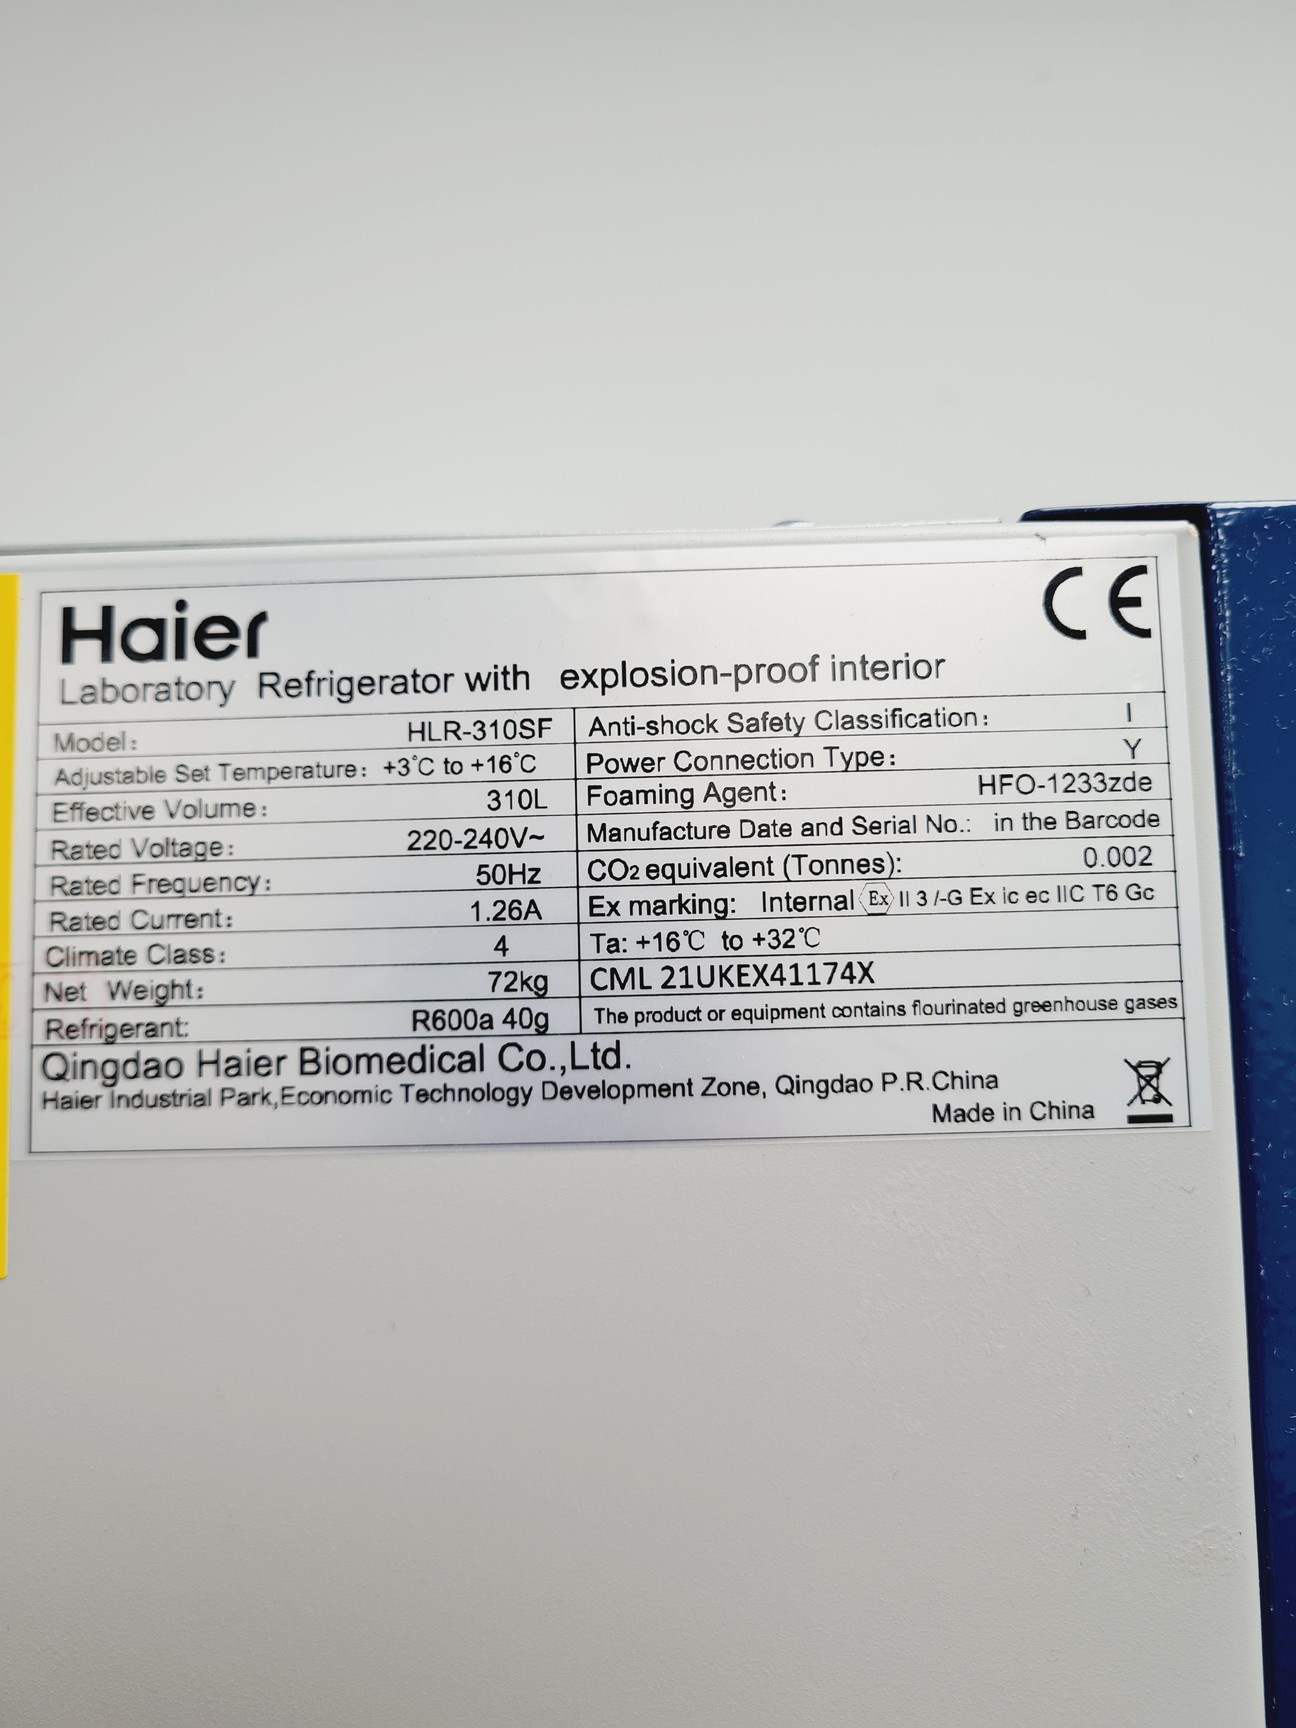 Haier
CE
Laboratory Refrigerator with explosion-proof interior
Model: HLR-310SF
Adjustable Set Temperature: +3°C to +16°C
Effective Volume: 310L
Rated Voltage: 220-240V~
Rated Frequency: 50Hz
Rated Current: 1.26A
Climate Class: 4
Net Weight: 72kg
Refrigerant: R600a 40g
Anti-shock Safety Classification: I
Power Connection Type: Y
Foaming Agent: HFO-1233zde
Manufacture Date and Serial No.: in the Barcode
CO2 equivalent (Tonnes): 0.002
Ex marking: Internal Ex II 3 /-G Ex ic ec IIC T6 Gc
Ta: +16℃ to +32℃
CML 21UKEX41174X
The product or equipment contains flourinated greenhouse gases
Qingdao Haier Biomedical Co.,Ltd.
Haier Industrial Park,Economic Technology Development Zone, Qingdao P.R.China
Made in China